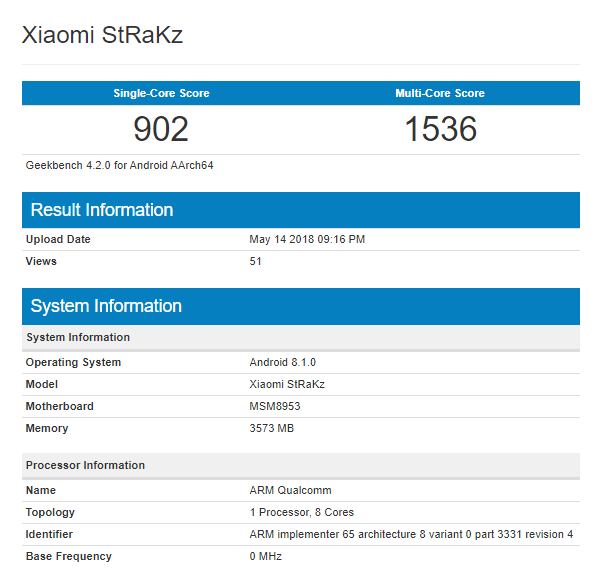 Xiaomi StRaKz
Single-Core Score Multi-Core Score
902 1536
Geekbench 4.2.0 for Android AArch64
Result Information
Upload Date May 14 2018 09:16 PM
Views 51
System Information
System Information
Operating System Android 8.1.0
Model Xiaomi StRaKz
Motherboard MSM8953
Memory 3573 MB
Processor Information
Name ARM Qualcomm
Topology 1 Processor, 8 Cores
Identifier ARM implementer 65 architecture 8 variant 0 part 3331 revision 4
Base Frequency 0 MHz